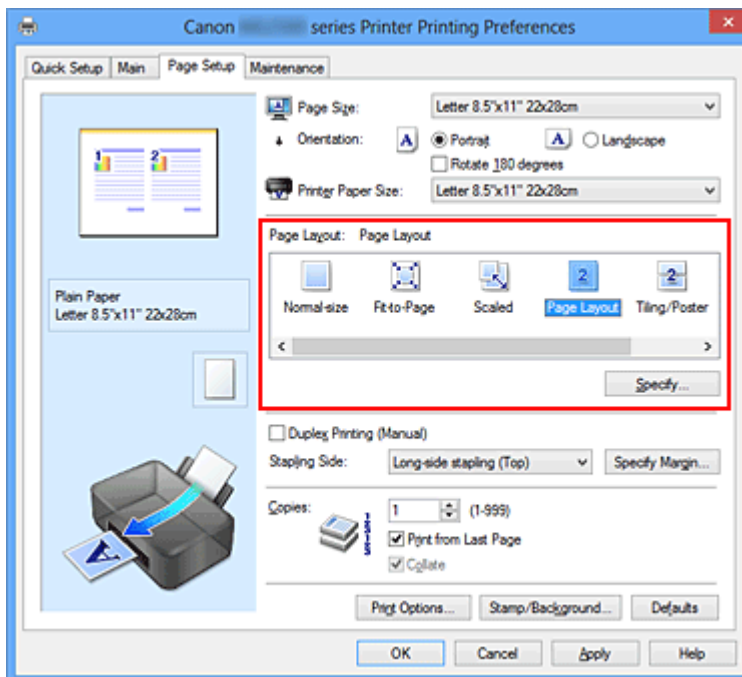 Canon series Printer Printing Preferences
Quick Setup Main Page Setup Maintenance
Page Size: Letter 8.5"x11" 22x28cm
Orientation: A Portrait A Landscape
Rotate 180 degrees
Printer Paper Size: Letter 8.5"x11" 22x28cm
1 2
Page Layout: Page Layout
2 2
Normal-size Fit-to-Page Scaled Page Layout Tiling/Poster
Specify...
Plain Paper
Letter 8.5"x11" 22x28cm
Duplex Printing (Manual)
Stapling Side: Long-side stapling (Top) Specify Margin...
Copies: 1 (1-999)
Print from Last Page
Collate
A
Print Options... Stamp/Background... Defaults
OK Cancel Apply Help